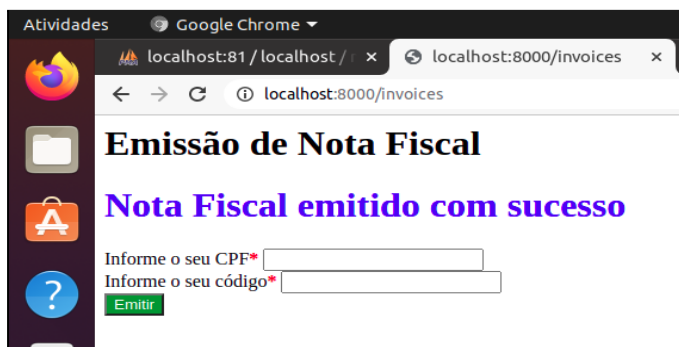 Atividades Google Chrome
localhost:81 / localhost / localhost:8000/invoices
localhost:8000/invoices
Emissão de Nota Fiscal
Nota Fiscal emitido com sucesso
Informe o seu CPF*
Informe o seu código*
Emitir